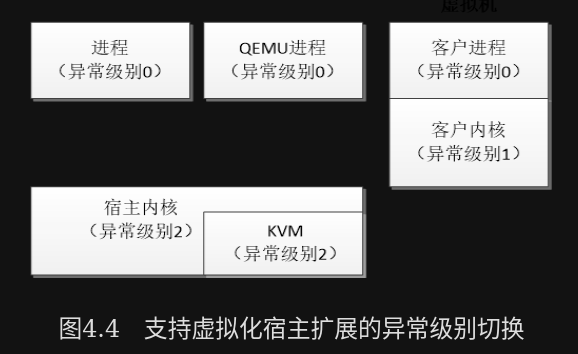 虚拟机
进程
（异常级别0）
QEMU进程
（异常级别0）
客户进程
（异常级别0）
客户内核
（异常级别1）
宿主内核
（异常级别2）
KVM
（异常级别2）
图4.4 支持虚拟化宿主扩展的异常级别切换